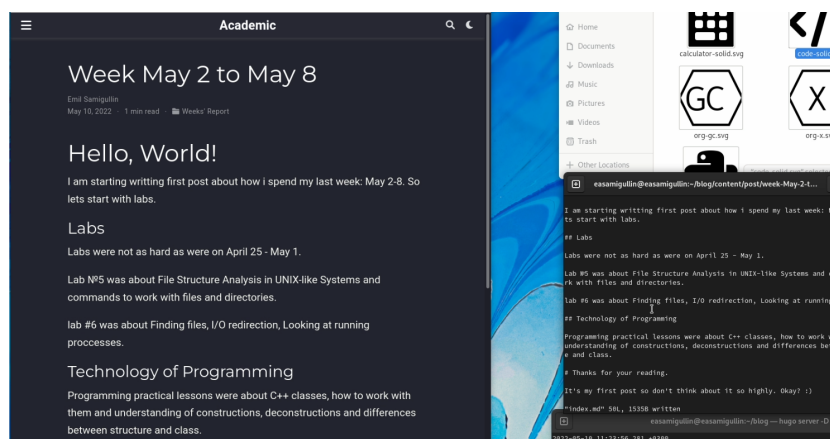 Academic
Week May 2 to May 8
Emil Samigullin
May 10, 2022 · 1 min read · Weeks' Report
Hello, World!
I am starting writting first post about how i spend my last week: May 2-8. So
lets start with labs.
Labs
Labs were not as hard as were on April 25 - May 1.
Lab №5 was about File Structure Analysis in UNIX-like Systems and
commands to work with files and directories.
lab #6 was about Finding files, I/O redirection, Looking at running
proccesses.
Technology of Programming
Programming practical lessons were about C++ classes, how to work with
them and understanding of constructions, deconstructions and differences
between structure and class.
Home
Documents
Downloads
Music
Pictures
Videos
Trash
+ Other Locations
calculator-solid.svg
code-solid
GC
X
org-gc.svg
org-x.sv
easamigullin@easamigullin:~/blog/content/post/week-May-2-t...
I am starting writting first post about how i spend my last week:
ts start with labs.
## Labs
Labs were not as hard as were on April 25 - May 1.
Lab №5 was about File Structure Analysis in UNIX-like Systems and
rk with files and directories.
lab #6 was about Finding files, I/O redirection, Looking at running
## Technology of Programming
Programming practical lessons were about C++ classes, how to work
understanding of constructions, deconstructions and differences be
e and class.
# Thanks for your reading.
It's my first post so don't think about it so highly. Okay? :)
"index.md" 50L, 1535B written
easamigullin@easamigullin:~/blog — hugo server -D